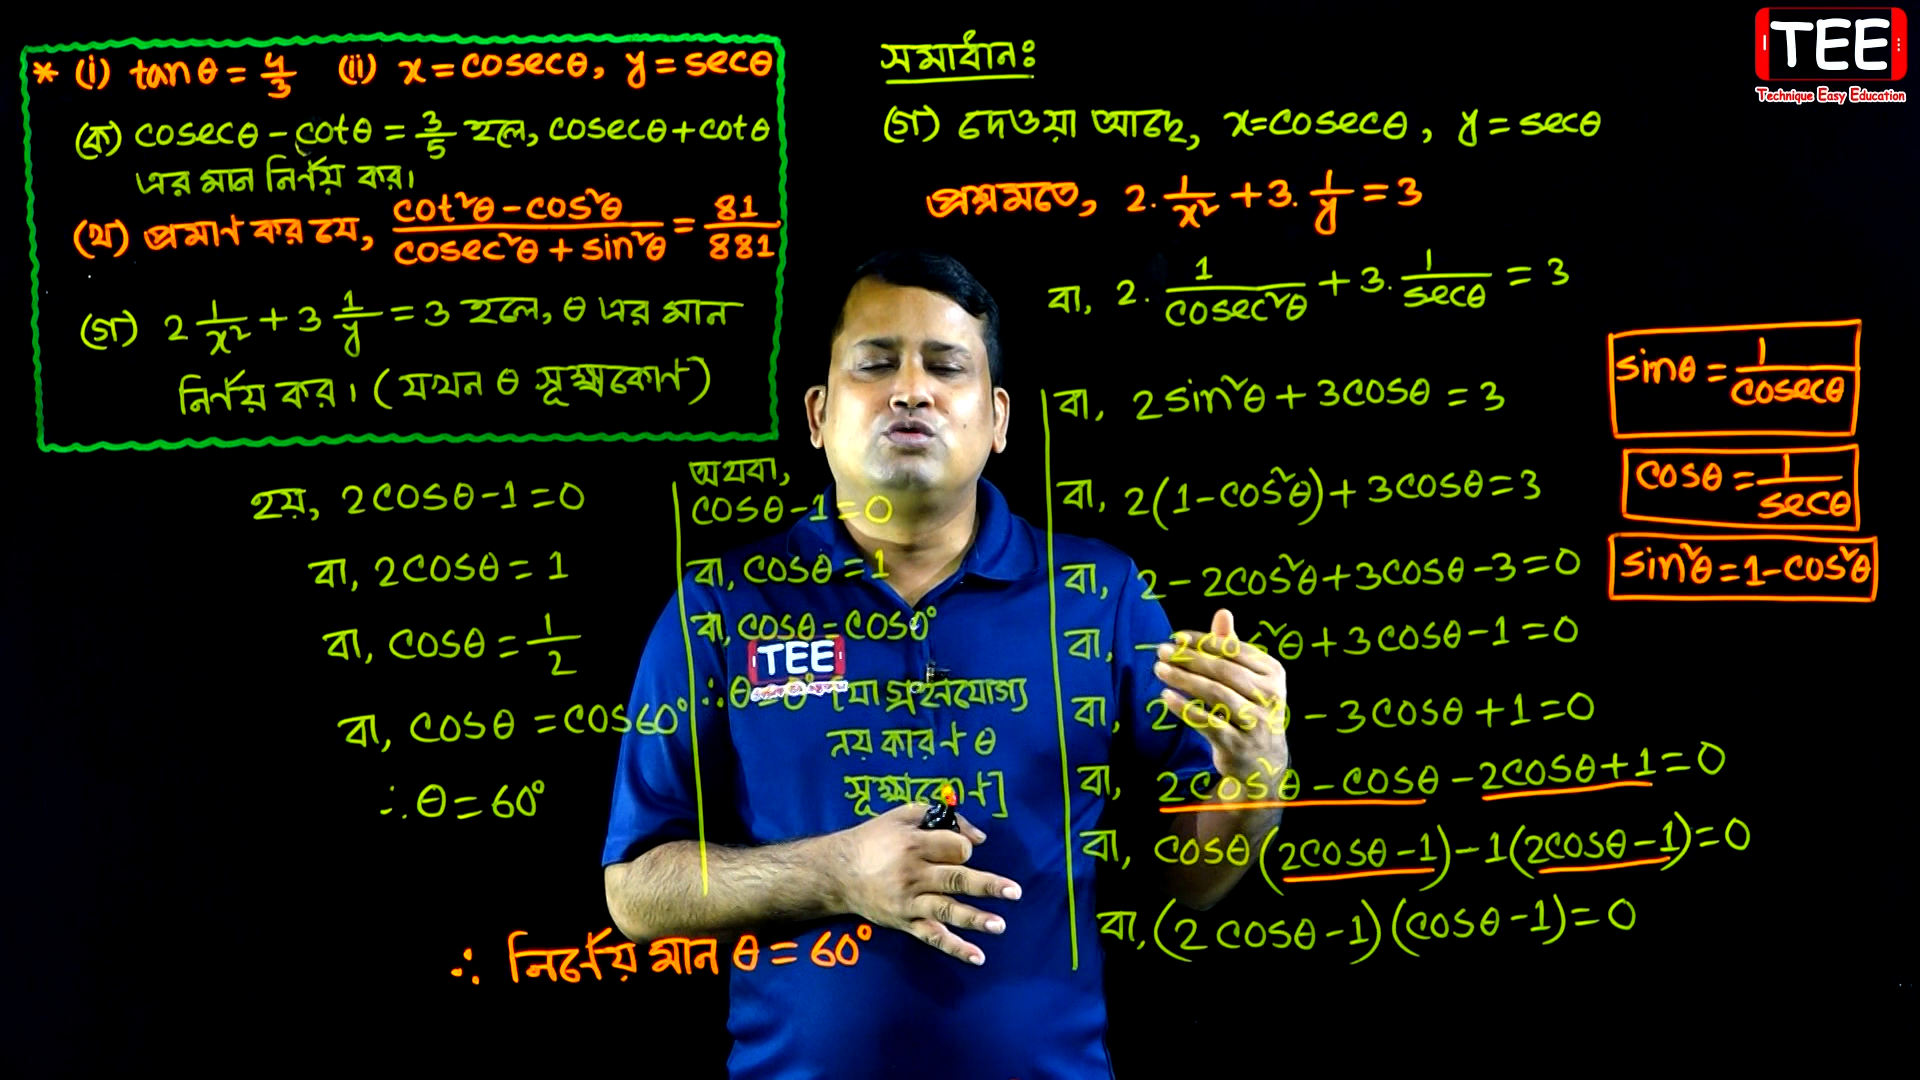 * (i) tanθ = 4/3 (ii) x = cosecθ, y = secθ
(ক) cosecθ - cotθ = 3/5 হলে, cosecθ + cotθ
এর মান নির্ণয় কর।
(খ) প্রমাণ কর যে, (cot²θ - cos²θ)/(cosec²θ + sin²θ) = 81/881
(গ) 2 1/x² + 3 1/y = 3 হলে, θ এর মান
নির্ণয় কর। (যখন θ সূক্ষ্মকোণ)
সমাধানঃ
(গ) দেওয়া আছে, x=cosecθ, y = secθ
প্রশ্নমতে, 2. 1/x² + 3. 1/y = 3
বা, 2. 1/cosec²θ + 3. 1/secθ = 3
বা, 2sin²θ + 3cosθ = 3
বা, 2(1-cos²θ) + 3cosθ = 3
বা, 2 - 2cos²θ + 3cosθ - 3 = 0
বা, -2cos²θ + 3cosθ - 1 = 0
বা, 2cos²θ - 3cosθ + 1 = 0
বা, 2cos²θ - cosθ - 2cosθ + 1 = 0
বা, cosθ(2cosθ - 1) - 1(2cosθ - 1) = 0
বা, (2cosθ - 1)(cosθ - 1) = 0
sinθ = 1/cosecθ
cosθ = 1/secθ
sin²θ = 1 - cos²θ
হয়, 2cosθ - 1 = 0
বা, 2cosθ = 1
বা, cosθ = 1/2
বা, cosθ = cos60°
∴ θ = 60°
অথবা,
cosθ - 1 = 0
বা, cosθ = 1
বা, cosθ = cos0°
∴ θ = 0° [যা গ্রহনযোগ্য
নয় কারণ θ
সূক্ষ্মকোণ]
∴ নির্ণেয় মান θ = 60°
TEE
Technique Easy Education
TEE